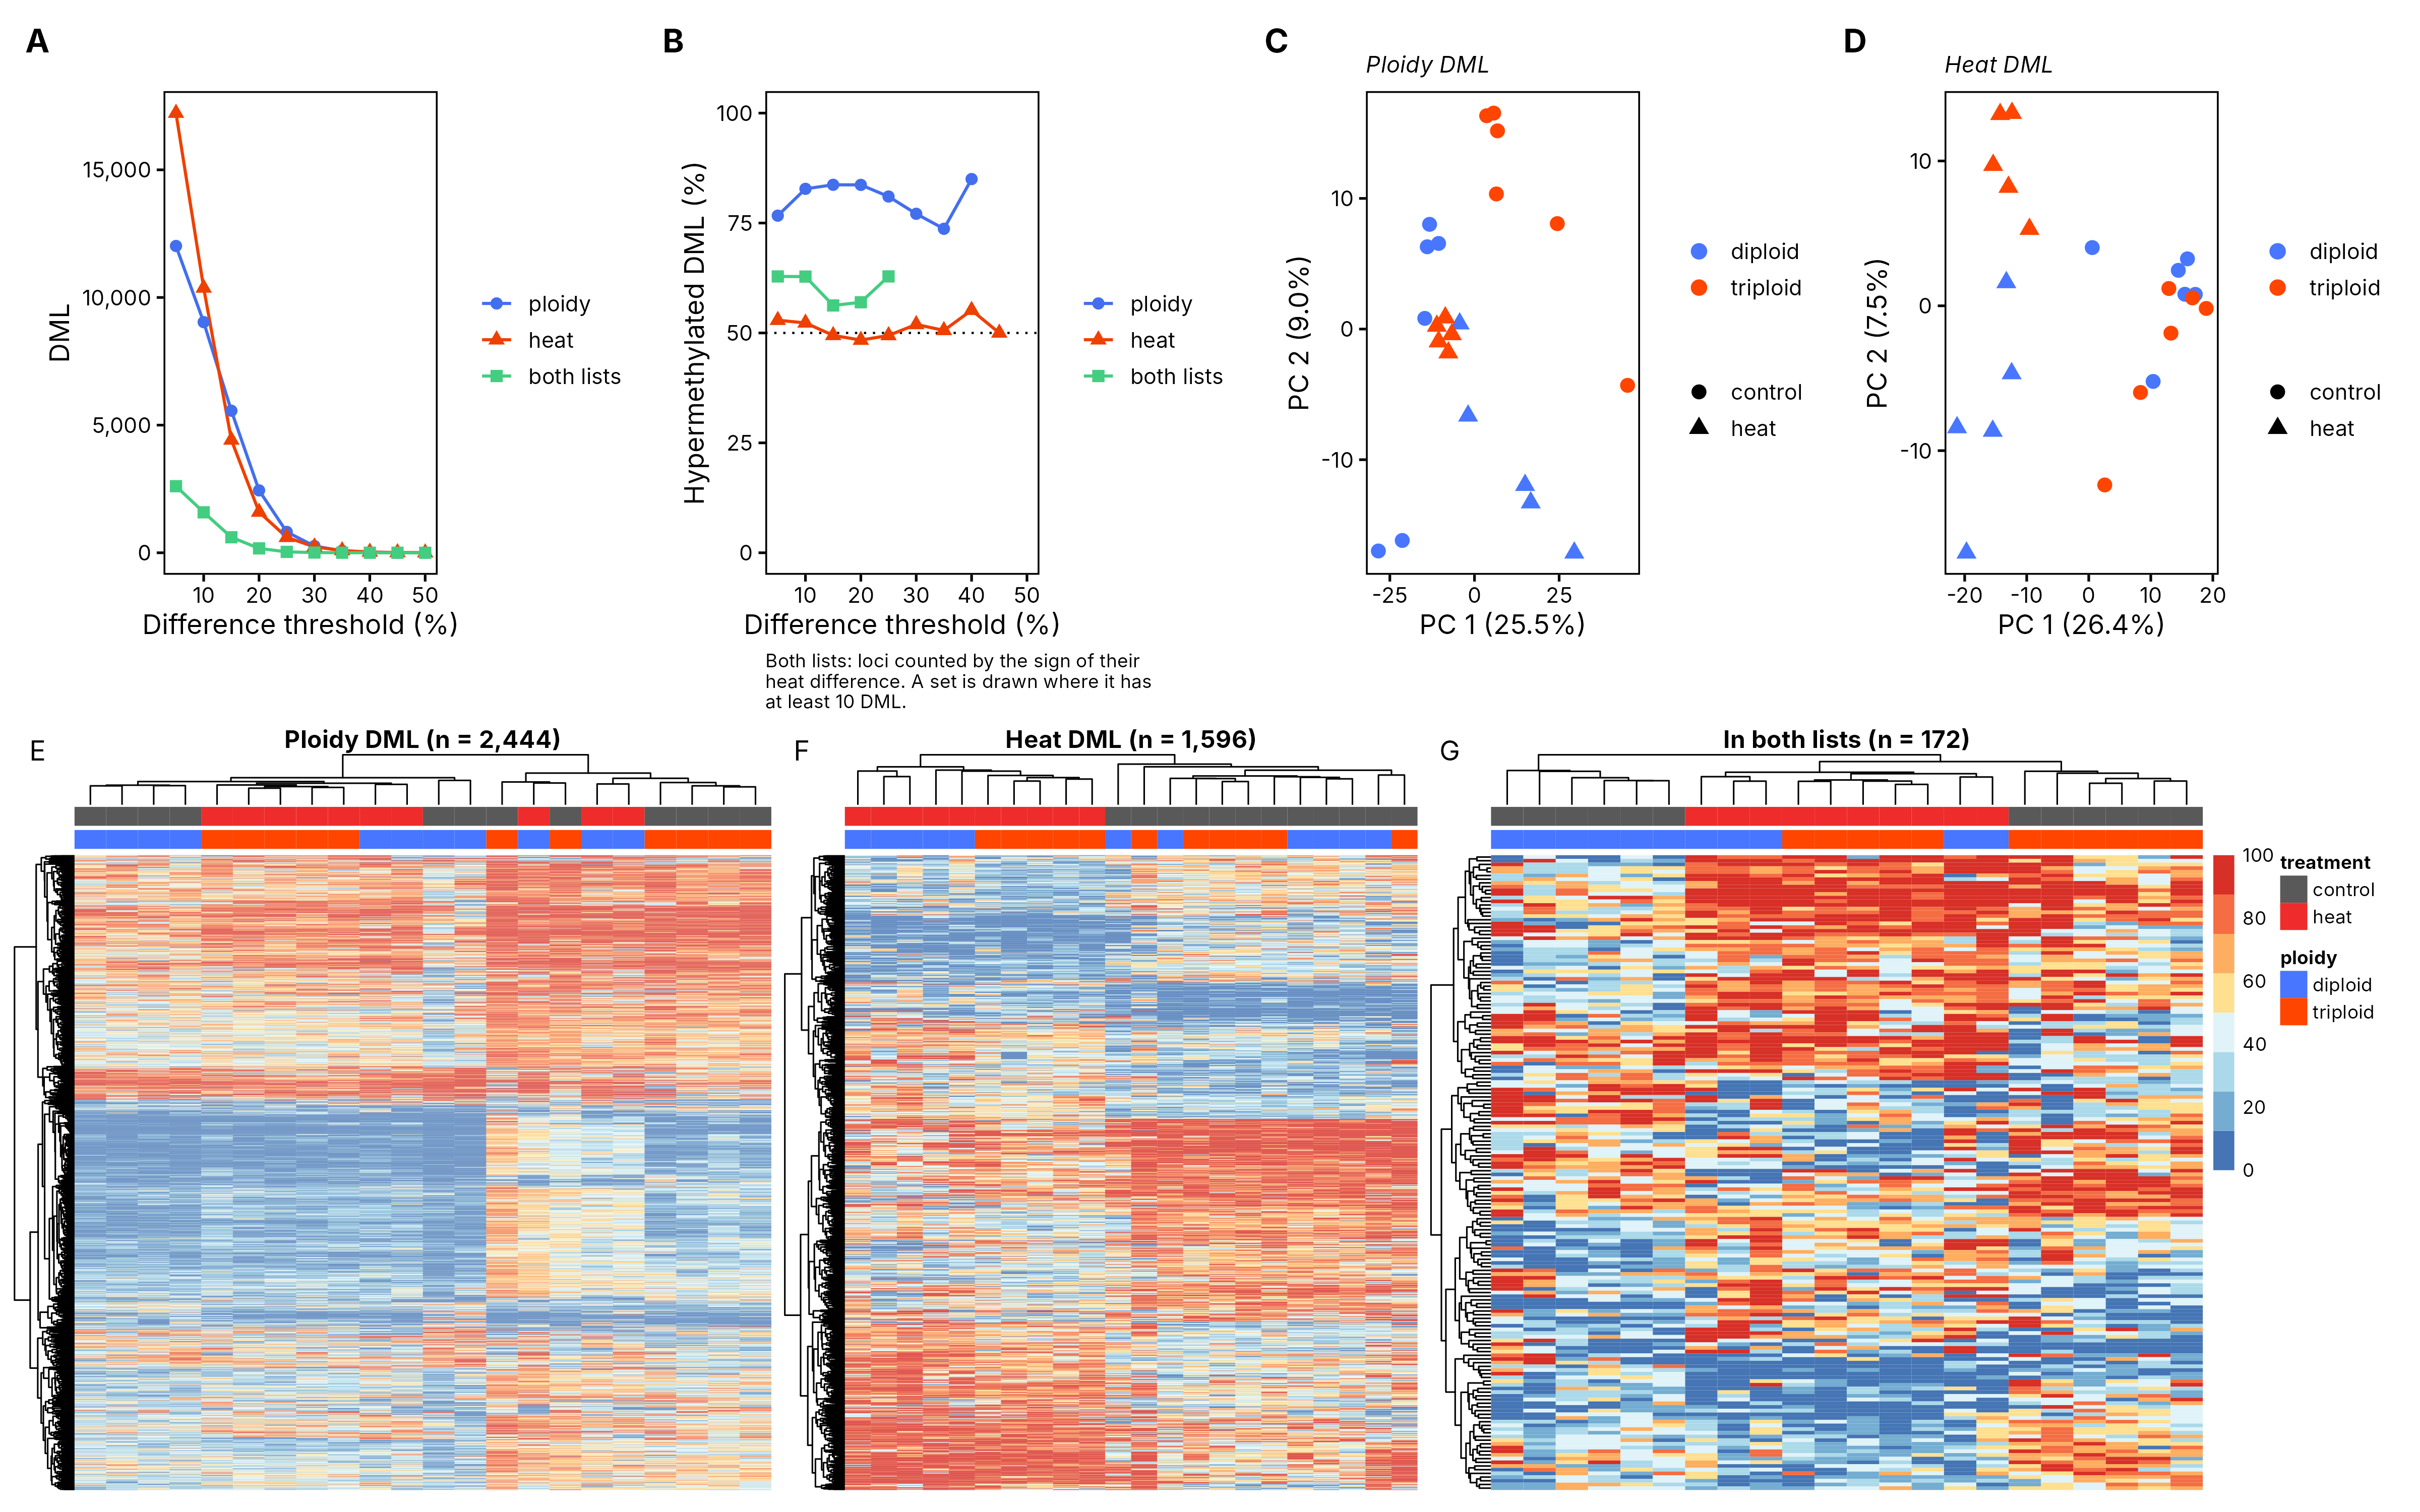 A
15,000
10,000
5,000
0
DML
10 20 30 40 50
Difference threshold (%)
ploidy
heat
both lists
B
100
75
50
25
0
Hypermethylated DML (%)
10 20 30 40 50
Difference threshold (%)
ploidy
heat
both lists
Both lists: loci counted by the sign of their
heat difference. A set is drawn where it has
at least 10 DML.
C
Ploidy DML
10
0
-10
PC 2 (9.0%)
-25 0 25
PC 1 (25.5%)
diploid
triploid
control
heat
D
Heat DML
10
0
-10
PC 2 (7.5%)
-20 -10 0 10 20
PC 1 (26.4%)
diploid
triploid
control
heat
E
Ploidy DML (n = 2,444)
F
Heat DML (n = 1,596)
G
In both lists (n = 172)
100
80
60
40
20
0
treatment
control
heat
ploidy
diploid
triploid